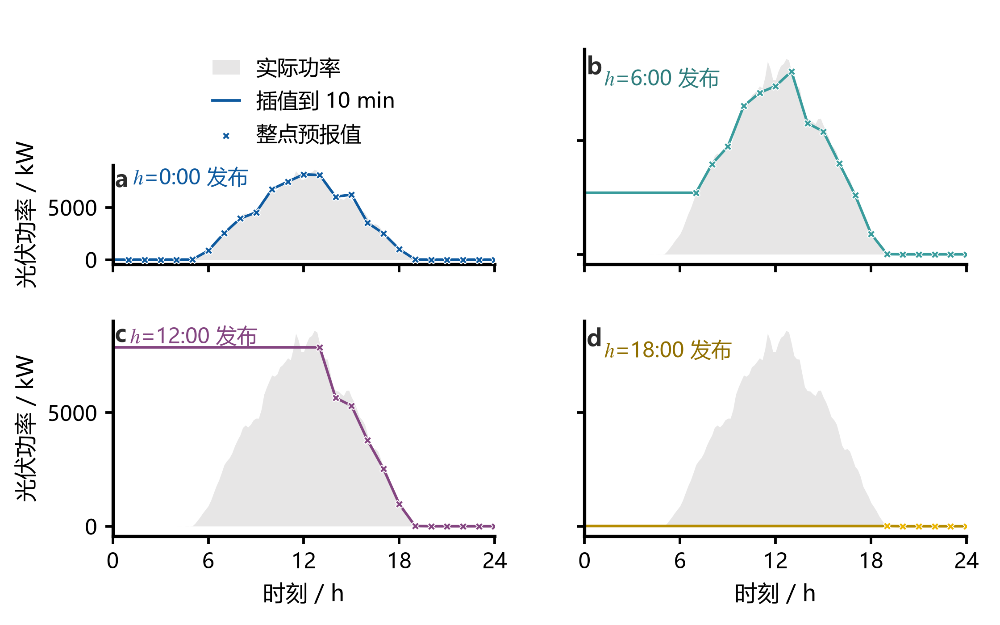 实际功率
插值到 10 min
整点预报值
光伏功率 / kW
5000
0
a h=0:00 发布
b h=6:00 发布
光伏功率 / kW
5000
0
c h=12:00 发布
0 6 12 18 24
时刻 / h
d h=18:00 发布
0 6 12 18 24
时刻 / h